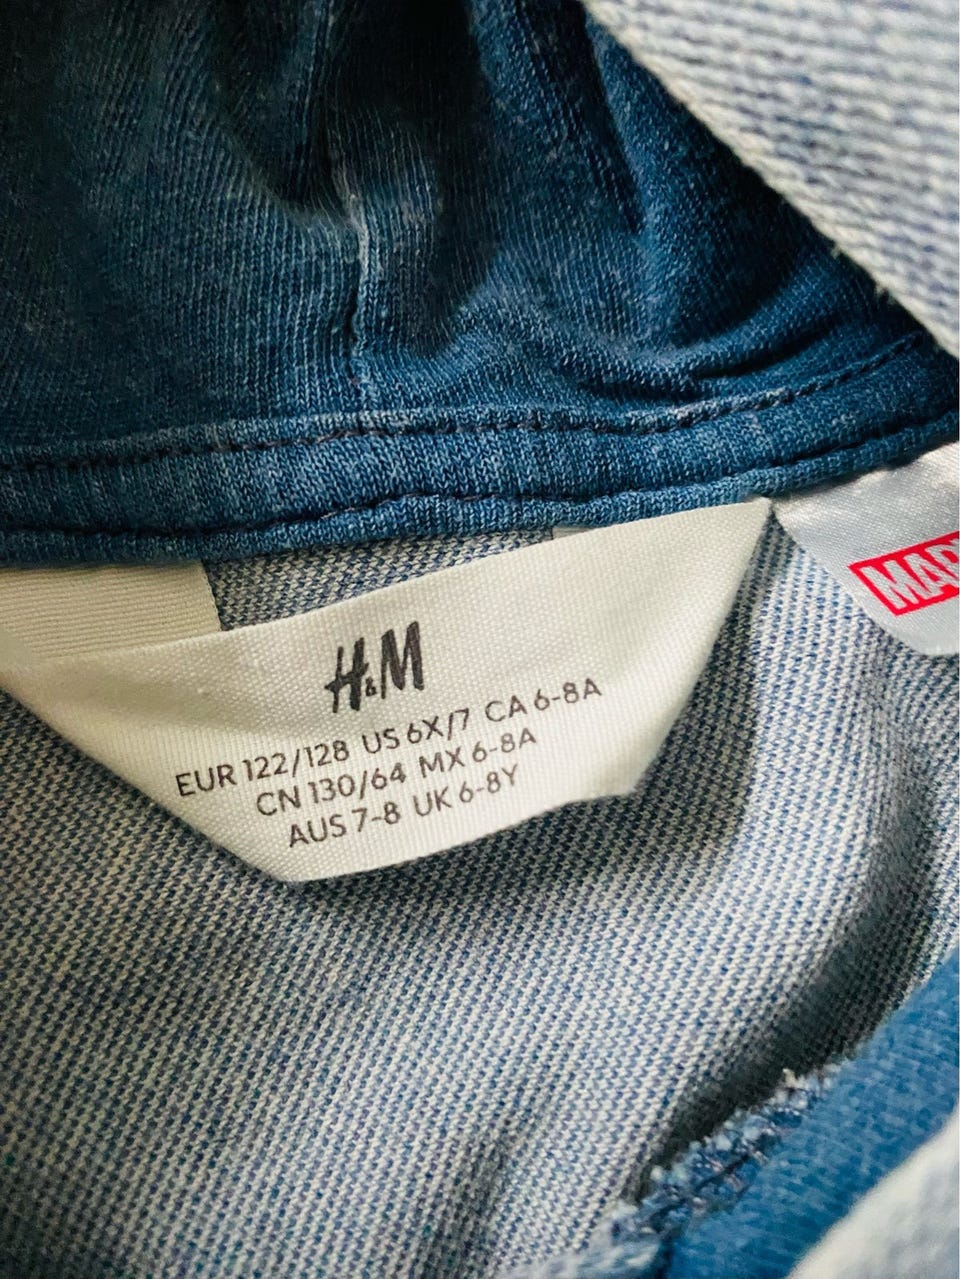 H&M
EUR 122/128 US 6X/7 CA 6-8A
CN 130/64 MX 6-8A
AUS 7-8 UK 6-8Y